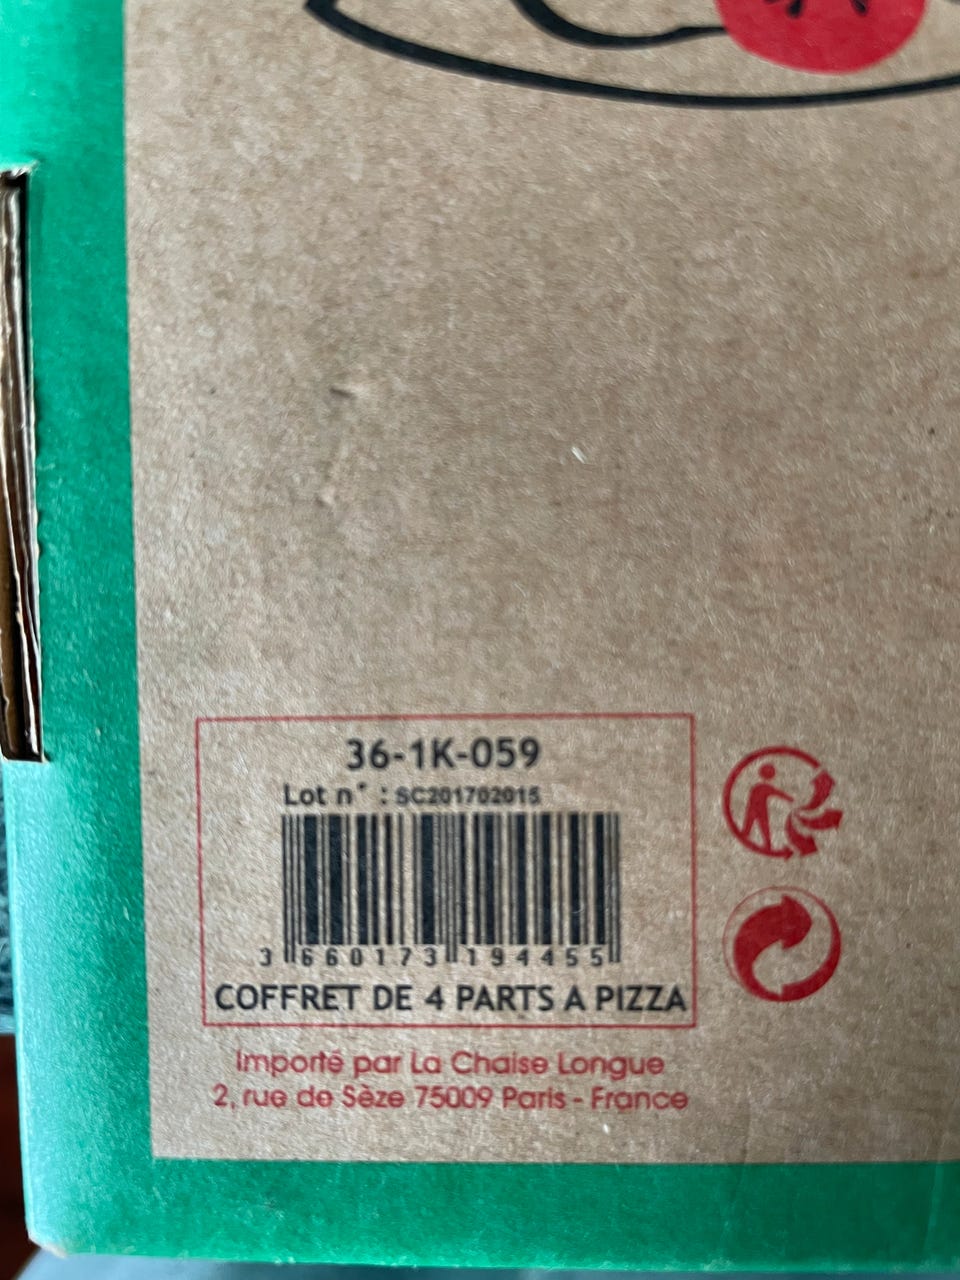 36-1K-059
Lot n° : SC201702015
3 660173 194455
COFFRET DE 4 PARTS A PIZZA
Importé par La Chaise Longue
2, rue de Sèze 75009 Paris - France